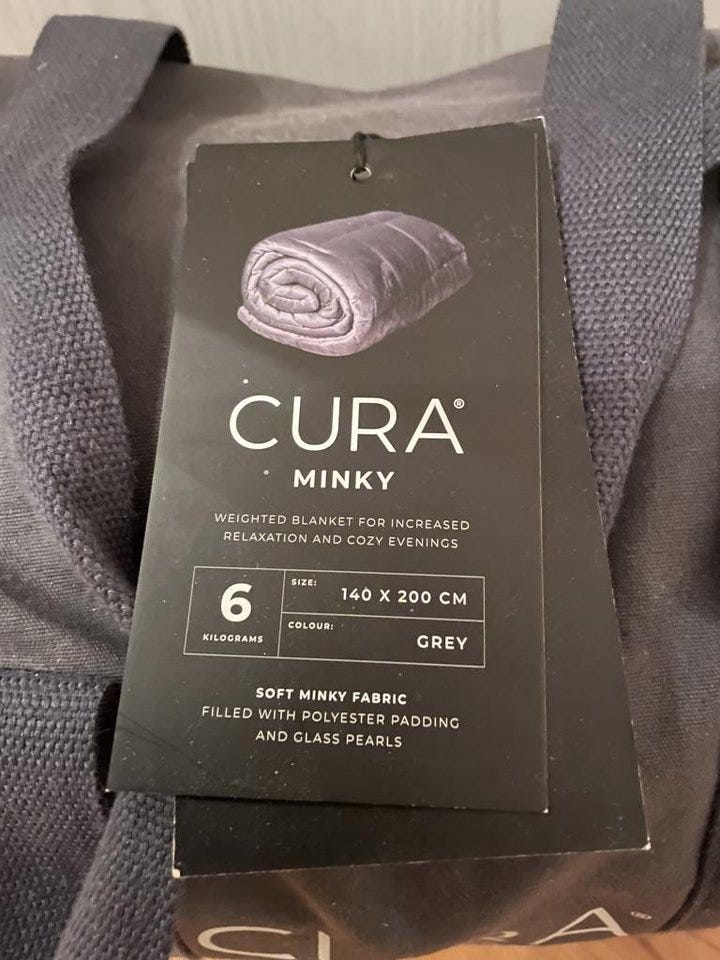 CURA®
MINKY
WEIGHTED BLANKET FOR INCREASED
RELAXATION AND COZY EVENINGS
6
KILOGRAMS
SIZE:
140 X 200 CM
COLOUR:
GREY
SOFT MINKY FABRIC
FILLED WITH POLYESTER PADDING
AND GLASS PEARLS
CURA®